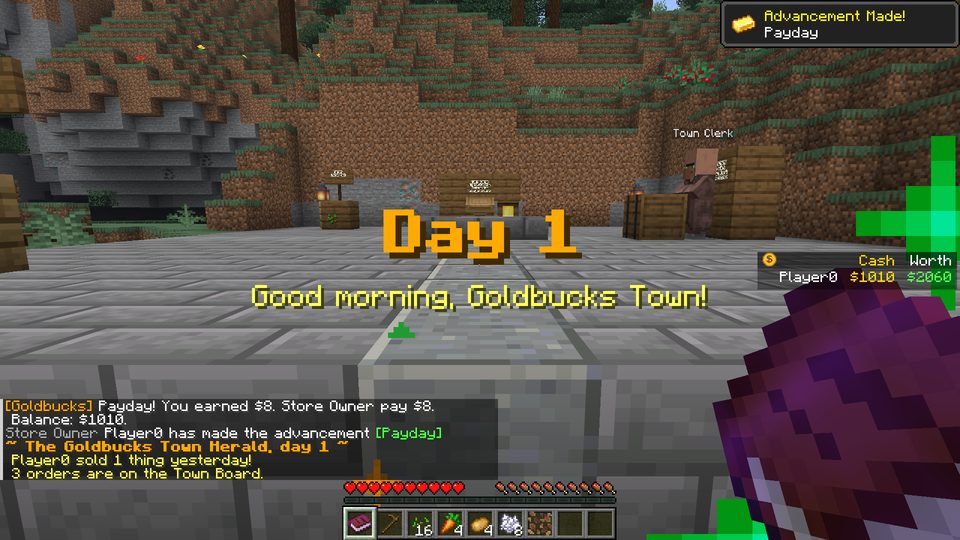 Advancement Made!
Payday
Town Clerk
Day 1
Good morning, Goldbucks Town!
$ Cash Worth
Player0 $1010 $2060
[Goldbucks] Payday! You earned $8. Store Owner pay $8.
Balance: $1010.
Store Owner Player0 has made the advancement [Payday]
~ The Goldbucks Town Herald, day 1 ~
Player0 sold 1 thing yesterday!
3 orders are on the Town Board.
16 4 4 8